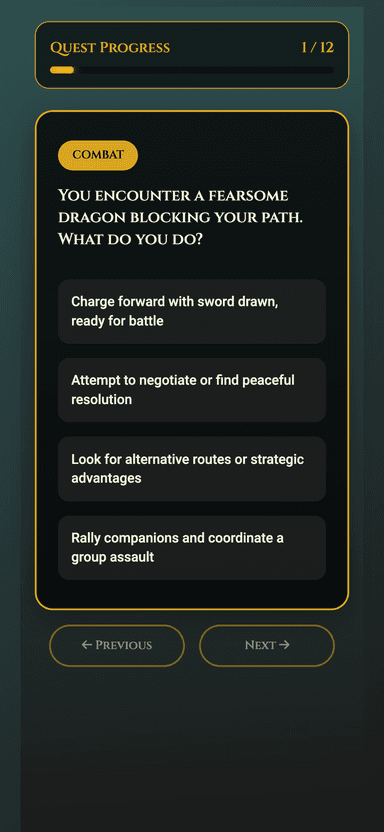 Quest Progress 1 / 12
COMBAT
You encounter a fearsome
dragon blocking your path.
What do you do?
Charge forward with sword drawn,
ready for battle
Attempt to negotiate or find peaceful
resolution
Look for alternative routes or strategic
advantages
Rally companions and coordinate a
group assault
← Previous
Next →